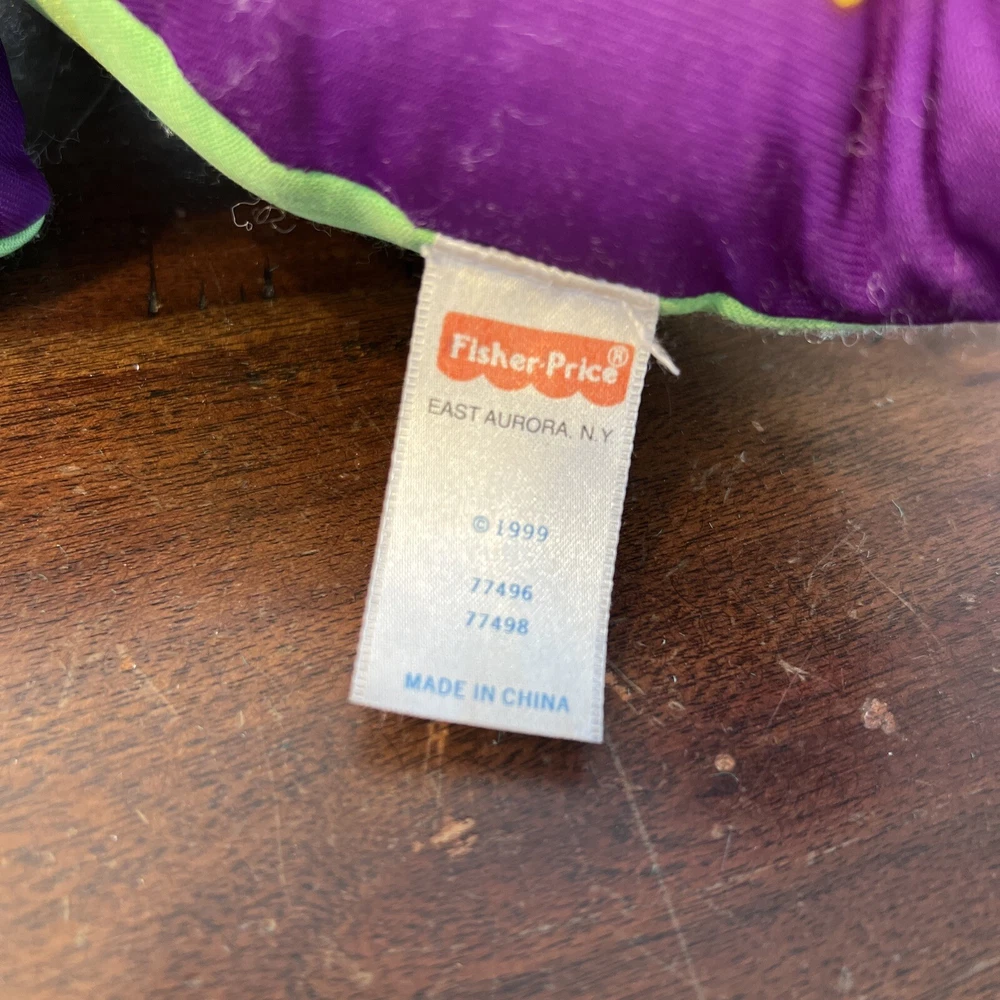 Fisher-Price®
EAST AURORA, N.Y
© 1999
77496
77498
MADE IN CHINA